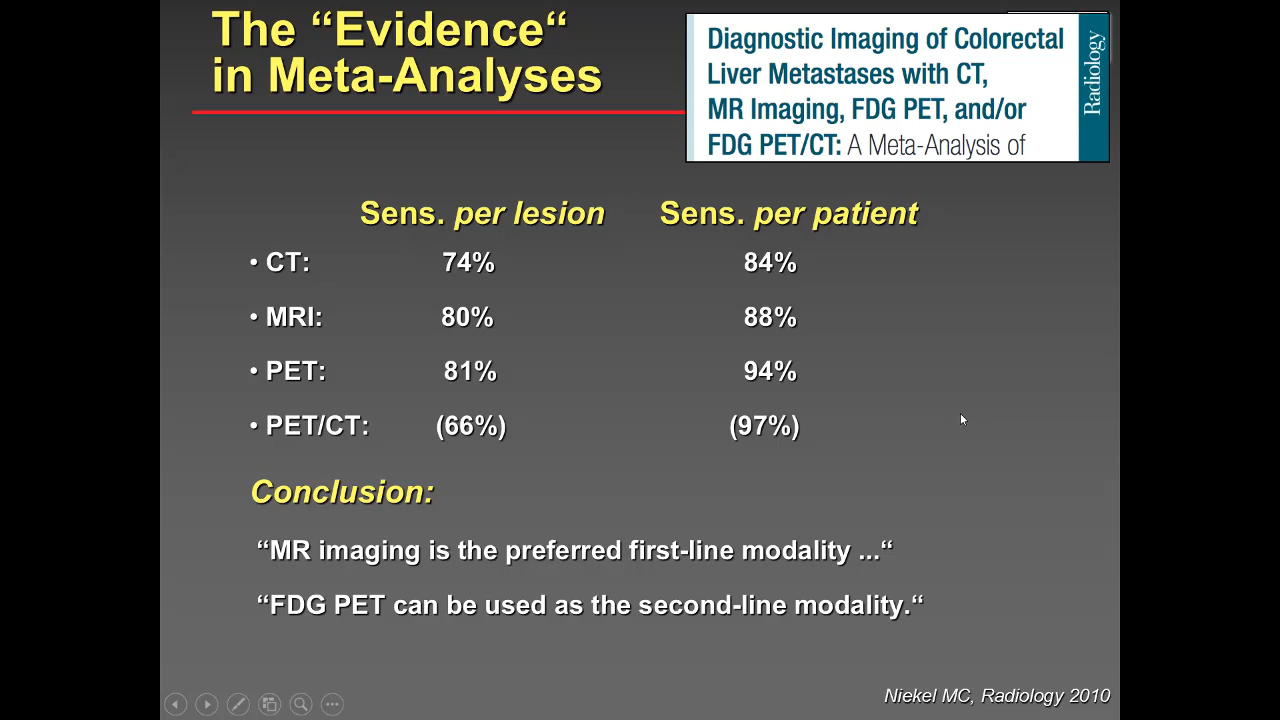 The “Evidence“
in Meta-Analyses
Diagnostic Imaging of Colorectal
Liver Metastases with CT,
MR Imaging, FDG PET, and/or
FDG PET/CT: A Meta-Analysis of
Radiology
Sens. per lesion Sens. per patient
• CT: 74% 84%
• MRI: 80% 88%
• PET: 81% 94%
• PET/CT: (66%) (97%)
Conclusion:
“MR imaging is the preferred first-line modality ...“
“FDG PET can be used as the second-line modality.“
Niekel MC, Radiology 2010